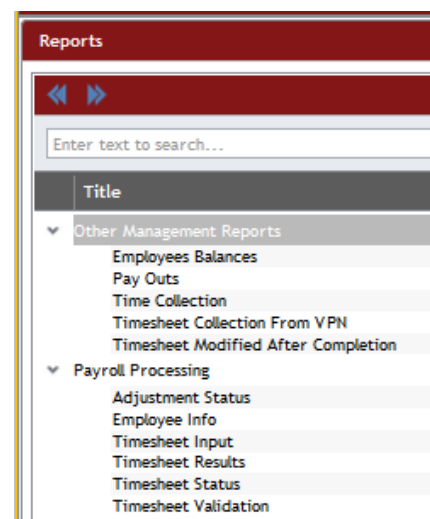 Reports
Enter text to search...
Title
Other Management Reports
Employees Balances
Pay Outs
Time Collection
Timesheet Collection From VPN
Timesheet Modified After Completion
Payroll Processing
Adjustment Status
Employee Info
Timesheet Input
Timesheet Results
Timesheet Status
Timesheet Validation